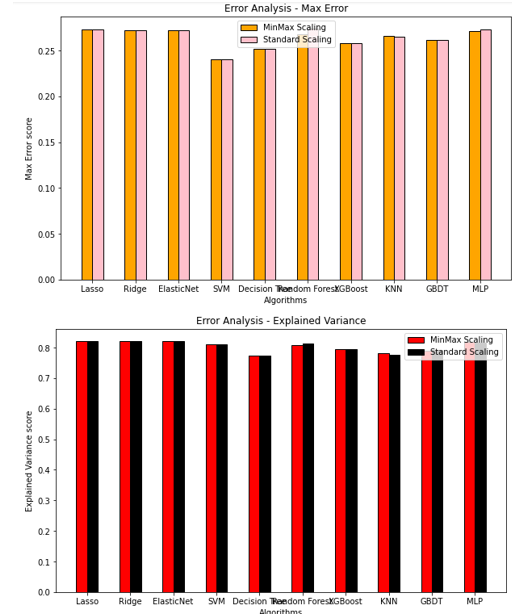 Error Analysis - Max Error
MinMax Scaling
Standard Scaling
0.25
0.20
0.15
0.10
0.05
0.00
Max Error score
Lasso Ridge ElasticNet SVM Decision Tree Random Forest XGBoost KNN GBDT MLP
Algorithms
Error Analysis - Explained Variance
MinMax Scaling
Standard Scaling
0.8
0.7
0.6
0.5
0.4
0.3
0.2
0.1
0.0
Explained Variance score
Lasso Ridge ElasticNet SVM Decision Tree Random Forest XGBoost KNN GBDT MLP
Algorithms